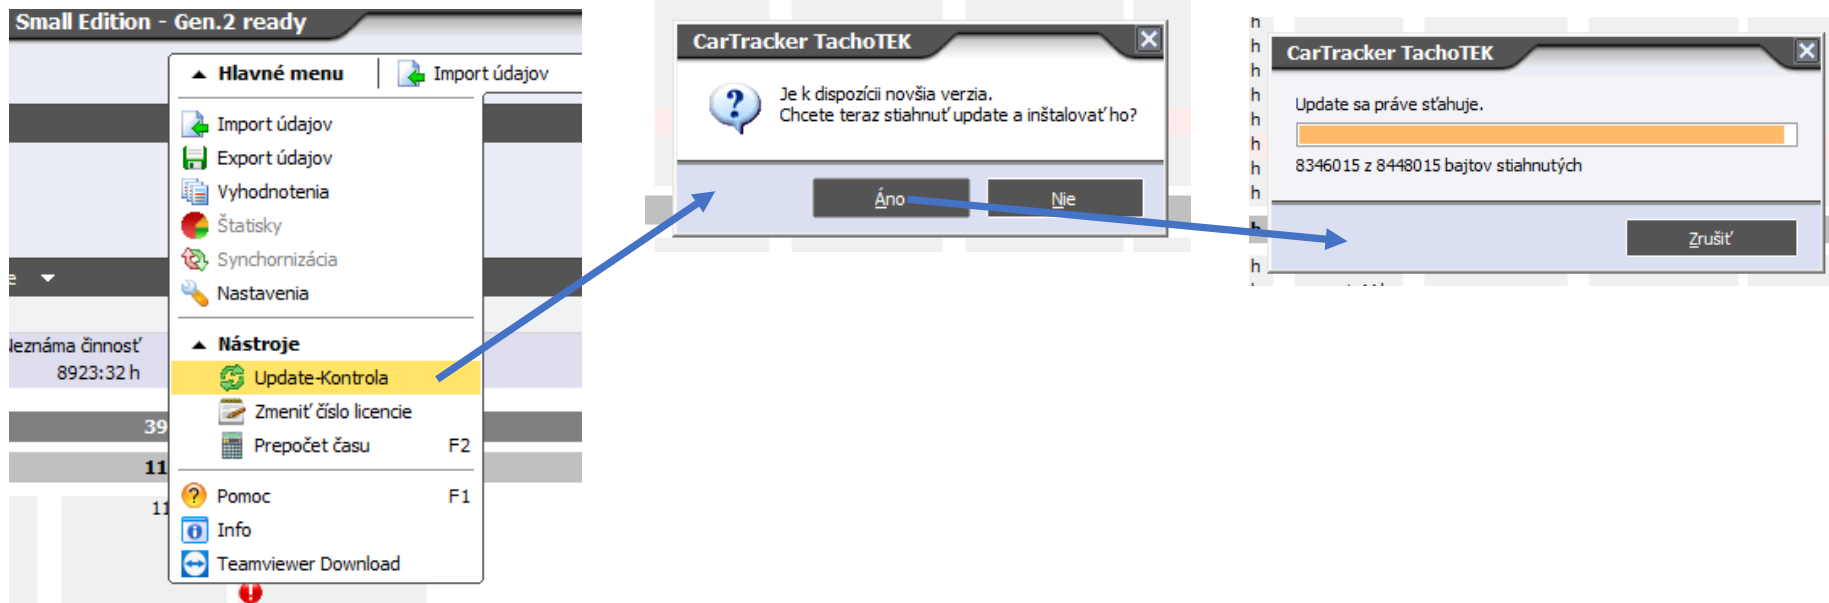 Small Edition - Gen.2 ready
Hlavné menu
Import údajov
Import údajov
Export údajov
Vyhodnotenia
Štatisky
Synchornizácia
Nastavenia
Neznáma činnosť
8923:32 h
Nástroje
Update-Kontrola
Zmeniť číslo licencie
39
Prepočet času F2
11
Pomoc F1
11
Info
Teamviewer Download
CarTracker TachoTEK
Je k dispozícii novšia verzia.
Chcete teraz stiahnuť update a inštalovať ho?
Áno
Nie
h
h
h
h
h
h
h
h
h
h
CarTracker TachoTEK
Update sa práve sťahuje.
8346015 z 8448015 bajtov stiahnutých
Zrušiť